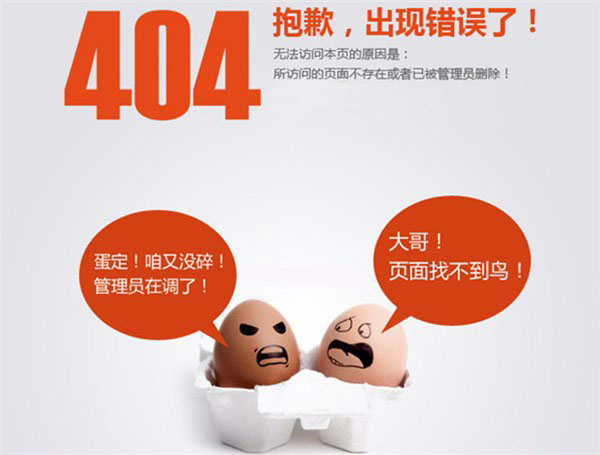 404
抱歉，出现错误了！
无法访问本页的原因是：
所访问的页面不存在或者已被管理员删除！
大哥！
页面找不到鸟！
蛋定！咱又没碎！
管理员在调了！